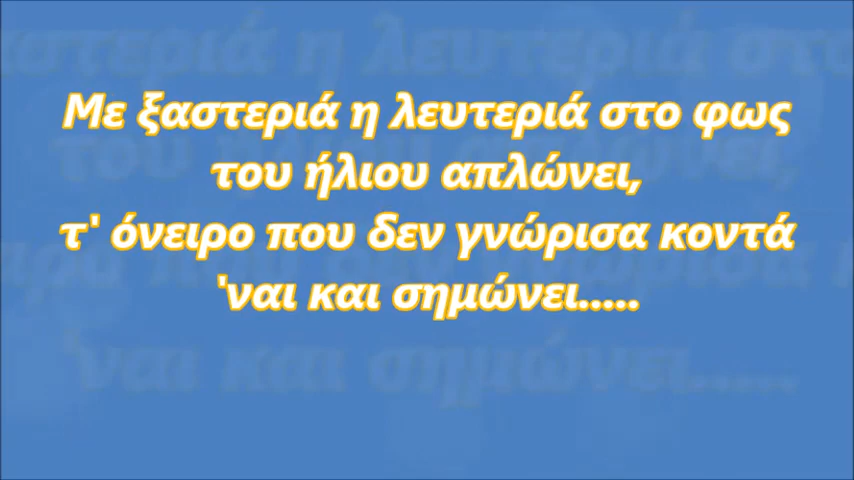 Με ξαστεριά η λευτεριά στο φως
του ήλιου απλώνει,
τ' όνειρο που δεν γνώρισα κοντά
'ναι και σημώνει.....